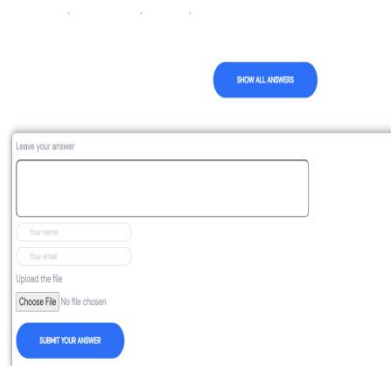 SHOW ALL ANSWERS
Leave your answer
Your name
Your email
Upload the file
Choose File No file chosen
SUBMIT YOUR ANSWER